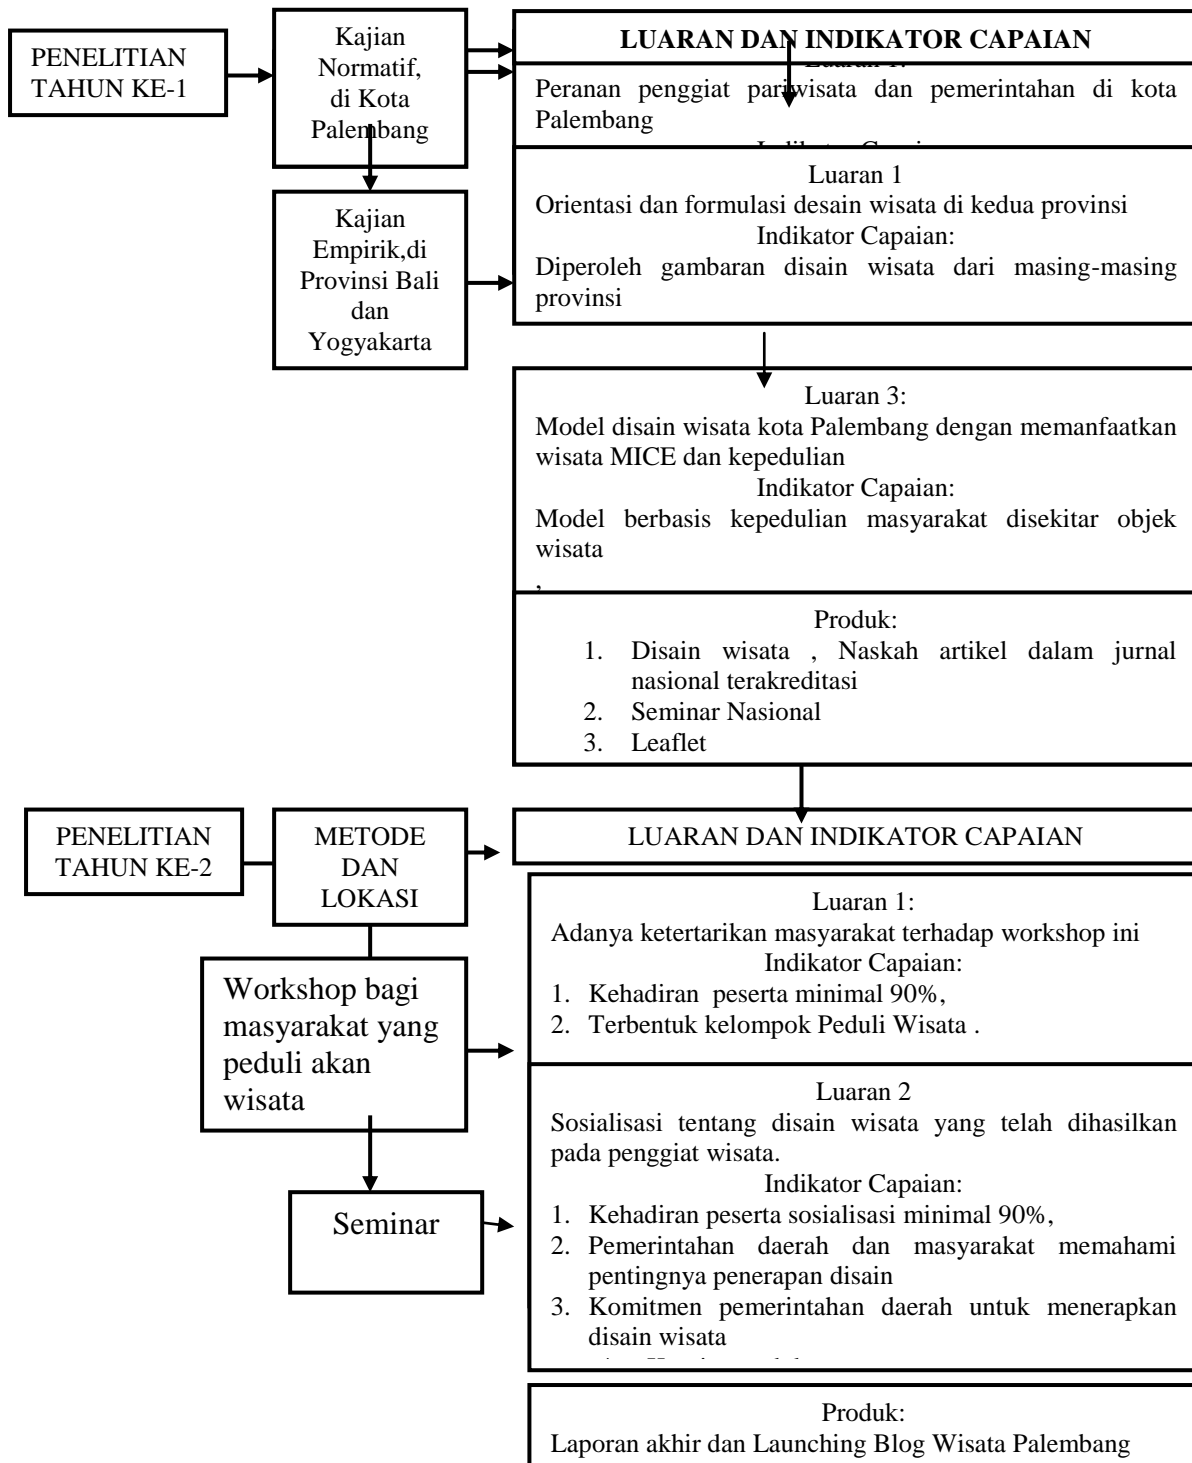 PENELITIAN
TAHUN KE-1
Kajian
Normatif,
di Kota
Palembang
LUARAN DAN INDIKATOR CAPAIAN
Peranan penggiat pariwisata dan pemerintahan di kota
Palembang
Kajian
Empirik,di
Provinsi Bali
dan
Yogyakarta
Luaran 1
Orientasi dan formulasi desain wisata di kedua provinsi
Indikator Capaian:
Diperoleh gambaran disain wisata dari masing-masing
provinsi
Luaran 3:
Model disain wisata kota Palembang dengan memanfaatkan
wisata MICE dan kepedulian
Indikator Capaian:
Model berbasis kepedulian masyarakat disekitar objek
wisata
,
Produk:
1. Disain wisata , Naskah artikel dalam jurnal
nasional terakreditasi
2. Seminar Nasional
3. Leaflet
PENELITIAN
TAHUN KE-2
METODE
DAN
LOKASI
LUARAN DAN INDIKATOR CAPAIAN
Workshop bagi
masyarakat yang
peduli akan
wisata
Luaran 1:
Adanya ketertarikan masyarakat terhadap workshop ini
Indikator Capaian:
1. Kehadiran peserta minimal 90%,
2. Terbentuk kelompok Peduli Wisata .
Seminar
Luaran 2
Sosialisasi tentang disain wisata yang telah dihasilkan
pada penggiat wisata.
Indikator Capaian:
1. Kehadiran peserta sosialisasi minimal 90%,
2. Pemerintahan daerah dan masyarakat memahami
pentingnya penerapan disain
3. Komitmen pemerintahan daerah untuk menerapkan
disain wisata
Produk:
Laporan akhir dan Launching Blog Wisata Palembang